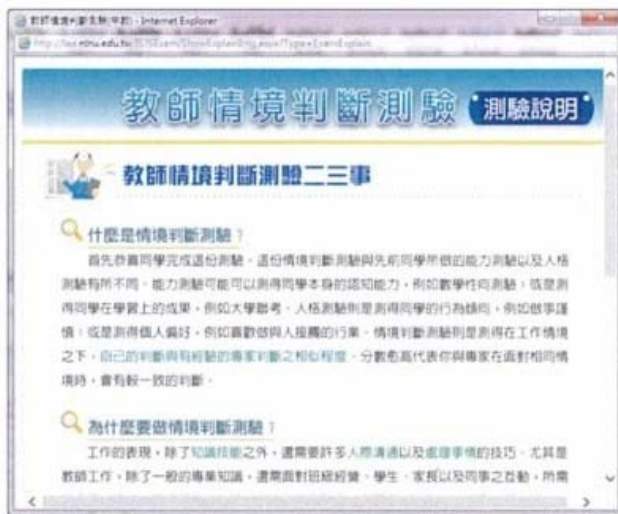 教師情境判斷測驗(中教) - Internet Explorer
教師情境判斷測驗 測驗說明
教師情境判斷測驗二三事
什麼是情境判斷測驗？
首先恭喜同學完成這份測驗。這份情境判斷測驗與先前同學所做的能力測驗以及人格
測驗有所不同。能力測驗可能可以測得同學本身的認知能力，例如數學性向測驗；或是測
得同學在學習上的成果，例如大學聯考。人格測驗則是測得同學的行為傾向，例如做事謹
慎；或是測得個人偏好，例如喜歡做與人接觸的行業。情境判斷測驗則是測得在工作情境
之下，自己的判斷與有經驗的專家判斷之相似程度。分數愈高代表你與專家在面對相同情
境時，會有較一致的判斷。
為什麼要做情境判斷測驗？
工作的表現，除了知識技能之外，還需要許多人際溝通以及處理事情的技巧。尤其是
教師工作，除了一般的專業知識，還需面對班級經營、學生、家長以及同事之互動，所需